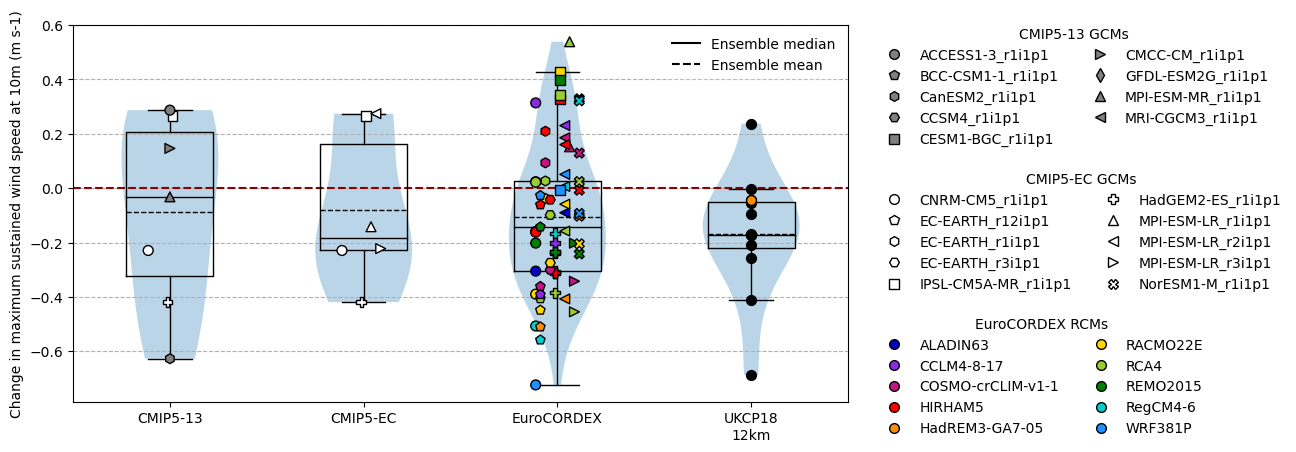 Change in maximum sustained wind speed at 10m (m s-1)
0.6
0.4
0.2
0.0
−0.2
−0.4
−0.6
Ensemble median
Ensemble mean
CMIP5-13
CMIP5-EC
EuroCORDEX
UKCP18
12km
CMIP5-13 GCMs
ACCESS1-3_r1i1p1
BCC-CSM1-1_r1i1p1
CanESM2_r1i1p1
CCSM4_r1i1p1
CESM1-BGC_r1i1p1
CMCC-CM_r1i1p1
GFDL-ESM2G_r1i1p1
MPI-ESM-MR_r1i1p1
MRI-CGCM3_r1i1p1
CMIP5-EC GCMs
CNRM-CM5_r1i1p1
EC-EARTH_r12i1p1
EC-EARTH_r1i1p1
EC-EARTH_r3i1p1
IPSL-CM5A-MR_r1i1p1
HadGEM2-ES_r1i1p1
MPI-ESM-LR_r1i1p1
MPI-ESM-LR_r2i1p1
MPI-ESM-LR_r3i1p1
NorESM1-M_r1i1p1
EuroCORDEX RCMs
ALADIN63
CCLM4-8-17
COSMO-crCLIM-v1-1
HIRHAM5
HadREM3-GA7-05
RACMO22E
RCA4
REMO2015
RegCM4-6
WRF381P